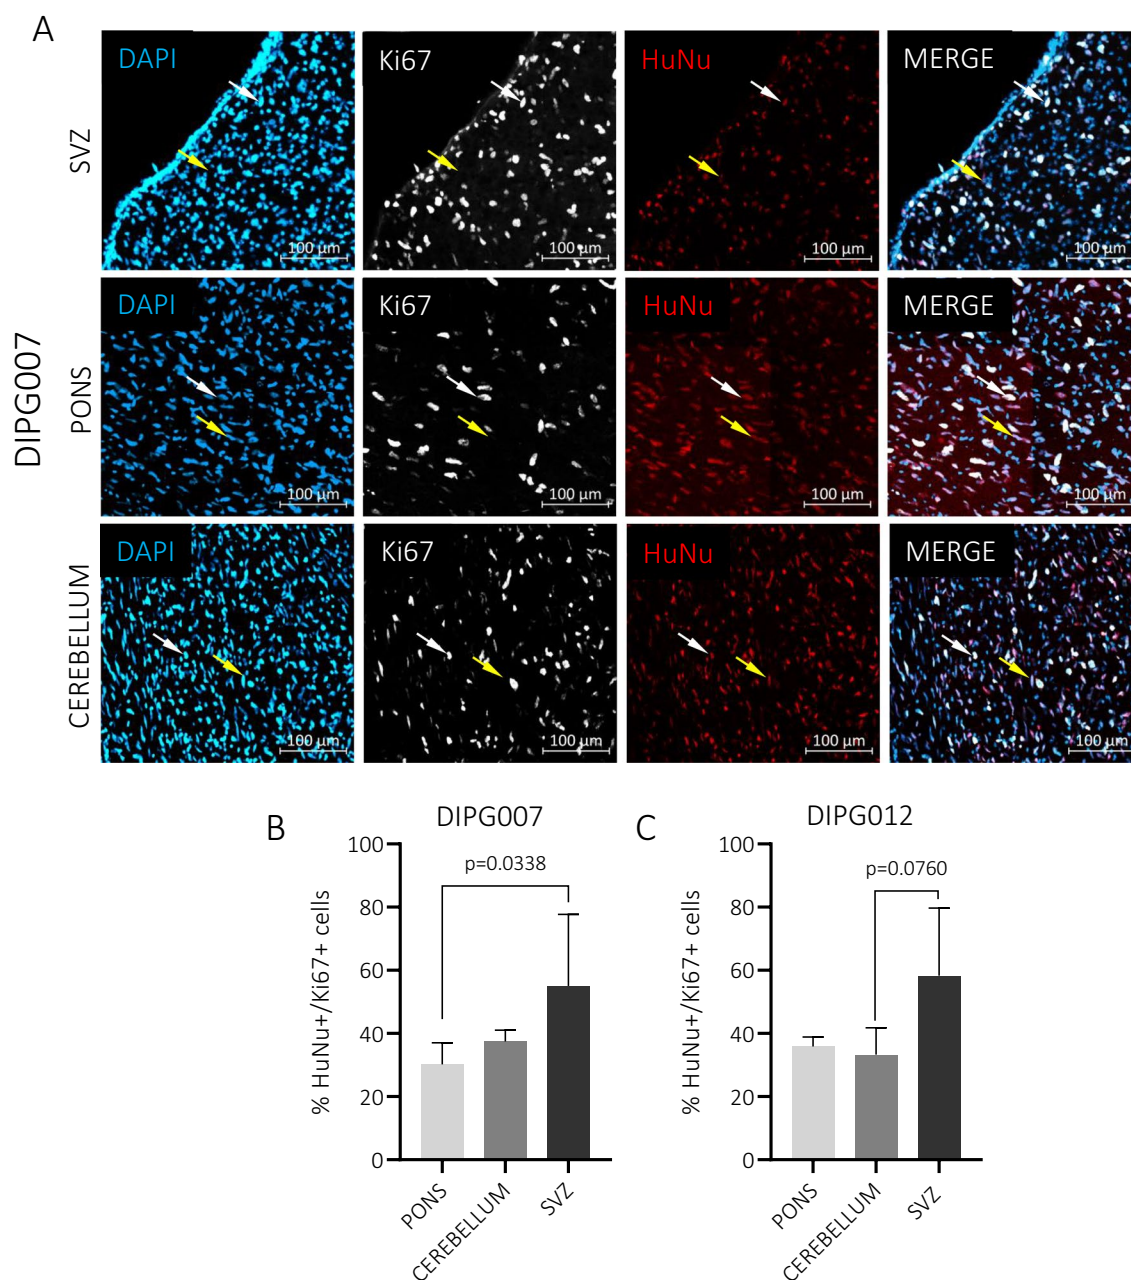 A
DAPI Ki67 HuNu MERGE
SVZ
100 µm 100 µm 100 µm 100 µm
DIPG007
DAPI Ki67 HuNu MERGE
PONS
100 µm 100 µm 100 µm 100 µm
DAPI Ki67 HuNu MERGE
CEREBELLUM
100 µm 100 µm 100 µm 100 µm
B
DIPG007
% HuNu+/Ki67+ cells
100
80
60
40
20
0
p=0.0338
PONS
CEREBELLUM
SVZ
C
DIPG012
% HuNu+/Ki67+ cells
100
80
60
40
20
0
p=0.0760
PONS
CEREBELLUM
SVZ